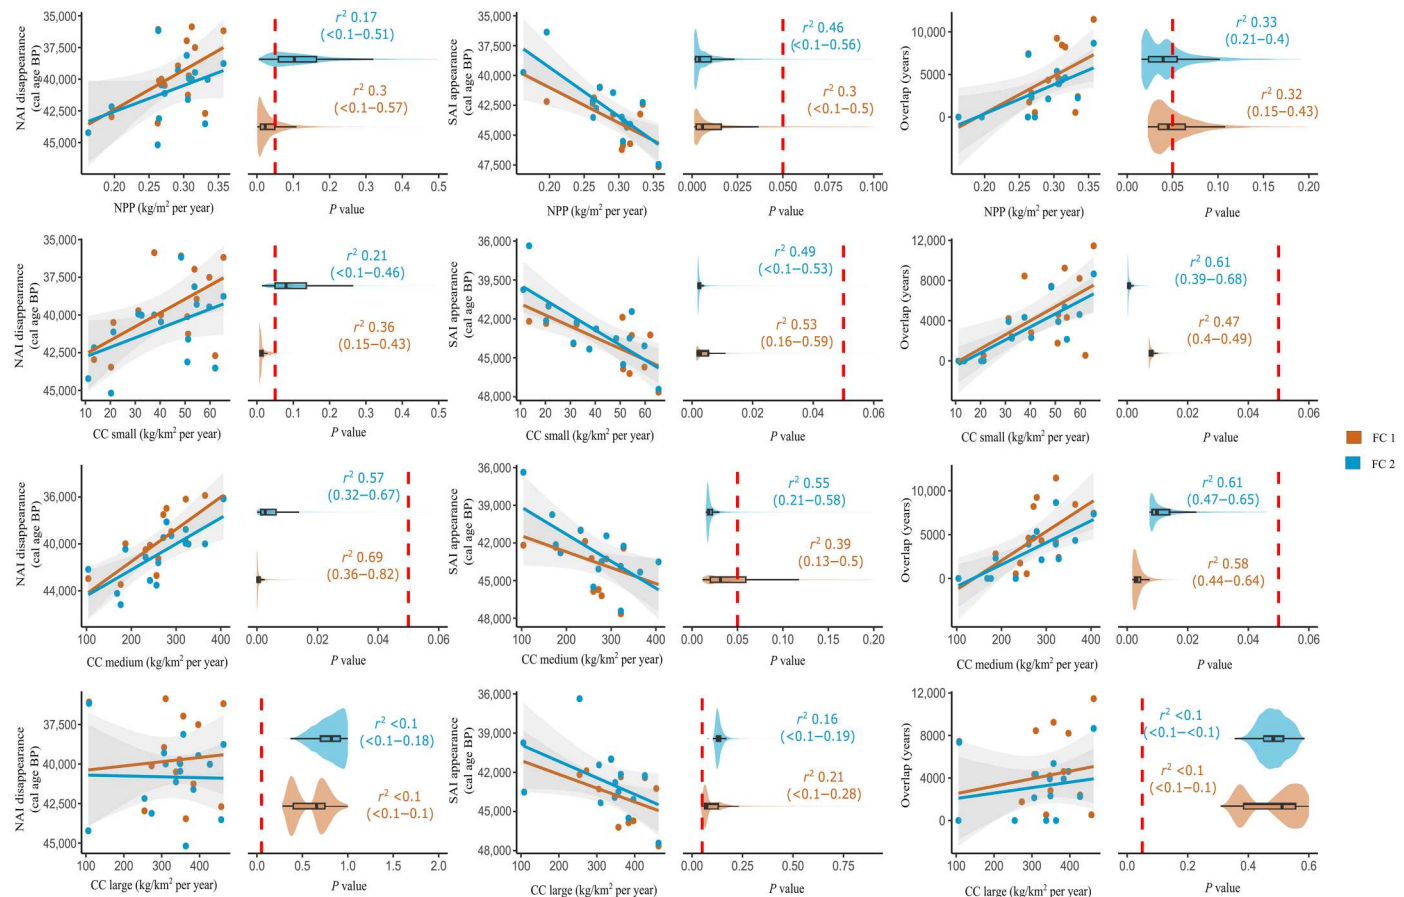 NAI disappearance
(cal age BP)
35,000
37,500
40,000
42,500
45,000
0.20
0.25
0.30
0.35
NPP (kg/m² per year)
r² 0.17
(<0.1−0.51)
r² 0.3
(<0.1−0.57)
0.0
0.1
0.2
0.3
0.4
0.5
P value
SAI appearance
(cal age BP)
35,000
37,500
40,000
42,500
45,000
47,500
0.20
0.25
0.30
0.35
NPP (kg/m² per year)
r² 0.46
(<0.1−0.56)
r² 0.3
(<0.1−0.5)
0.000
0.025
0.050
0.075
0.100
P value
Overlap (years)
10,000
5000
0
0.20
0.25
0.30
0.35
NPP (kg/m² per year)
r² 0.33
(0.21−0.4)
r² 0.32
(0.15−0.43)
0.00
0.05
0.10
0.15
0.20
P value
NAI disappearance
(cal age BP)
35,000
37,500
40,000
42,500
45,000
10
20
30
40
50
60
CC small (kg/km² per year)
r² 0.21
(<0.1−0.46)
r² 0.36
(0.15−0.43)
0.0
0.1
0.2
0.3
0.4
0.5
P value
SAI appearance
(cal age BP)
36,000
39,500
42,000
45,000
48,000
10
20
30
40
50
60
CC small (kg/km² per year)
r² 0.49
(<0.1−0.53)
r² 0.53
(0.16−0.59)
0.00
0.02
0.04
0.06
P value
Overlap (years)
12,000
8000
4000
0
10
20
30
40
50
60
CC small (kg/km² per year)
r² 0.61
(0.39−0.68)
r² 0.47
(0.4−0.49)
0.00
0.02
0.04
0.06
P value
FC 1
FC 2
NAI disappearance
(cal age BP)
36,000
40,000
44,000
100
200
300
400
CC medium (kg/km² per year)
r² 0.57
(0.32−0.67)
r² 0.69
(0.36−0.82)
0.00
0.02
0.04
0.06
P value
SAI appearance
(cal age BP)
36,000
39,000
42,000
45,000
48,000
100
200
300
400
CC medium (kg/km² per year)
r² 0.55
(0.21−0.58)
r² 0.39
(0.13−0.5)
0.00
0.05
0.10
0.15
0.20
P value
Overlap (years)
10,000
5000
0
100
200
300
400
CC medium (kg/km² per year)
r² 0.61
(0.47−0.65)
r² 0.58
(0.44−0.64)
0.00
0.02
0.04
0.06
P value
NAI disappearance
(cal age BP)
37,500
40,000
42,500
45,000
100
200
300
400
CC large (kg/km² per year)
r² <0.1
(<0.1−0.18)
r² <0.1
(<0.1−0.1)
0.0
0.5
1.0
1.5
2.0
P value
SAI appearance
(cal age BP)
36,000
39,000
42,000
45,000
48,000
100
200
300
400
CC large (kg/km² per year)
r² 0.16
(<0.1−0.19)
r² 0.21
(<0.1−0.28)
0.00
0.25
0.50
0.75
P value
Overlap (years)
12,000
8000
4000
0
100
200
300
400
CC large (kg/km² per year)
r² <0.1
(<0.1−<0.1)
r² <0.1
(<0.1−0.1)
0.0
0.2
0.4
0.6
P value